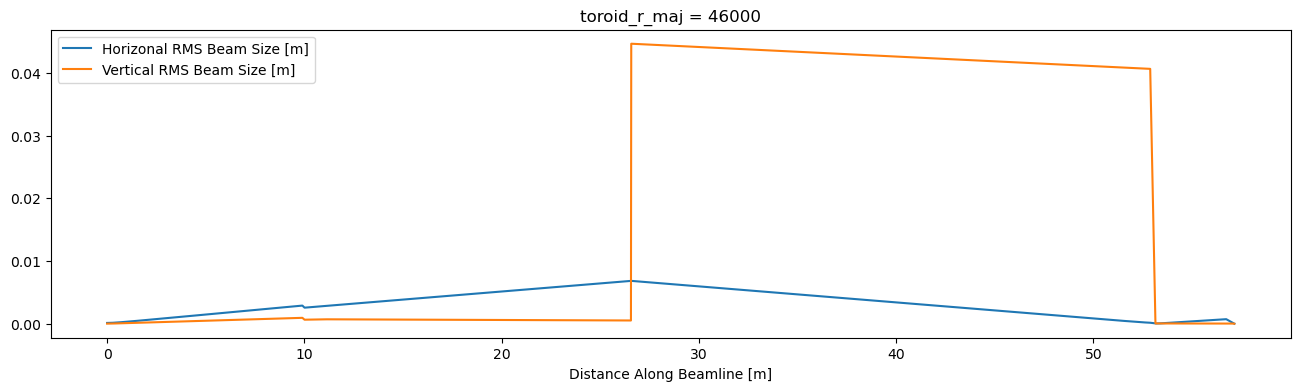 toroid_r_maj = 46000
Horizonal RMS Beam Size [m]
Vertical RMS Beam Size [m]
0.04
0.03
0.02
0.01
0.00
0 10 20 30 40 50
Distance Along Beamline [m]